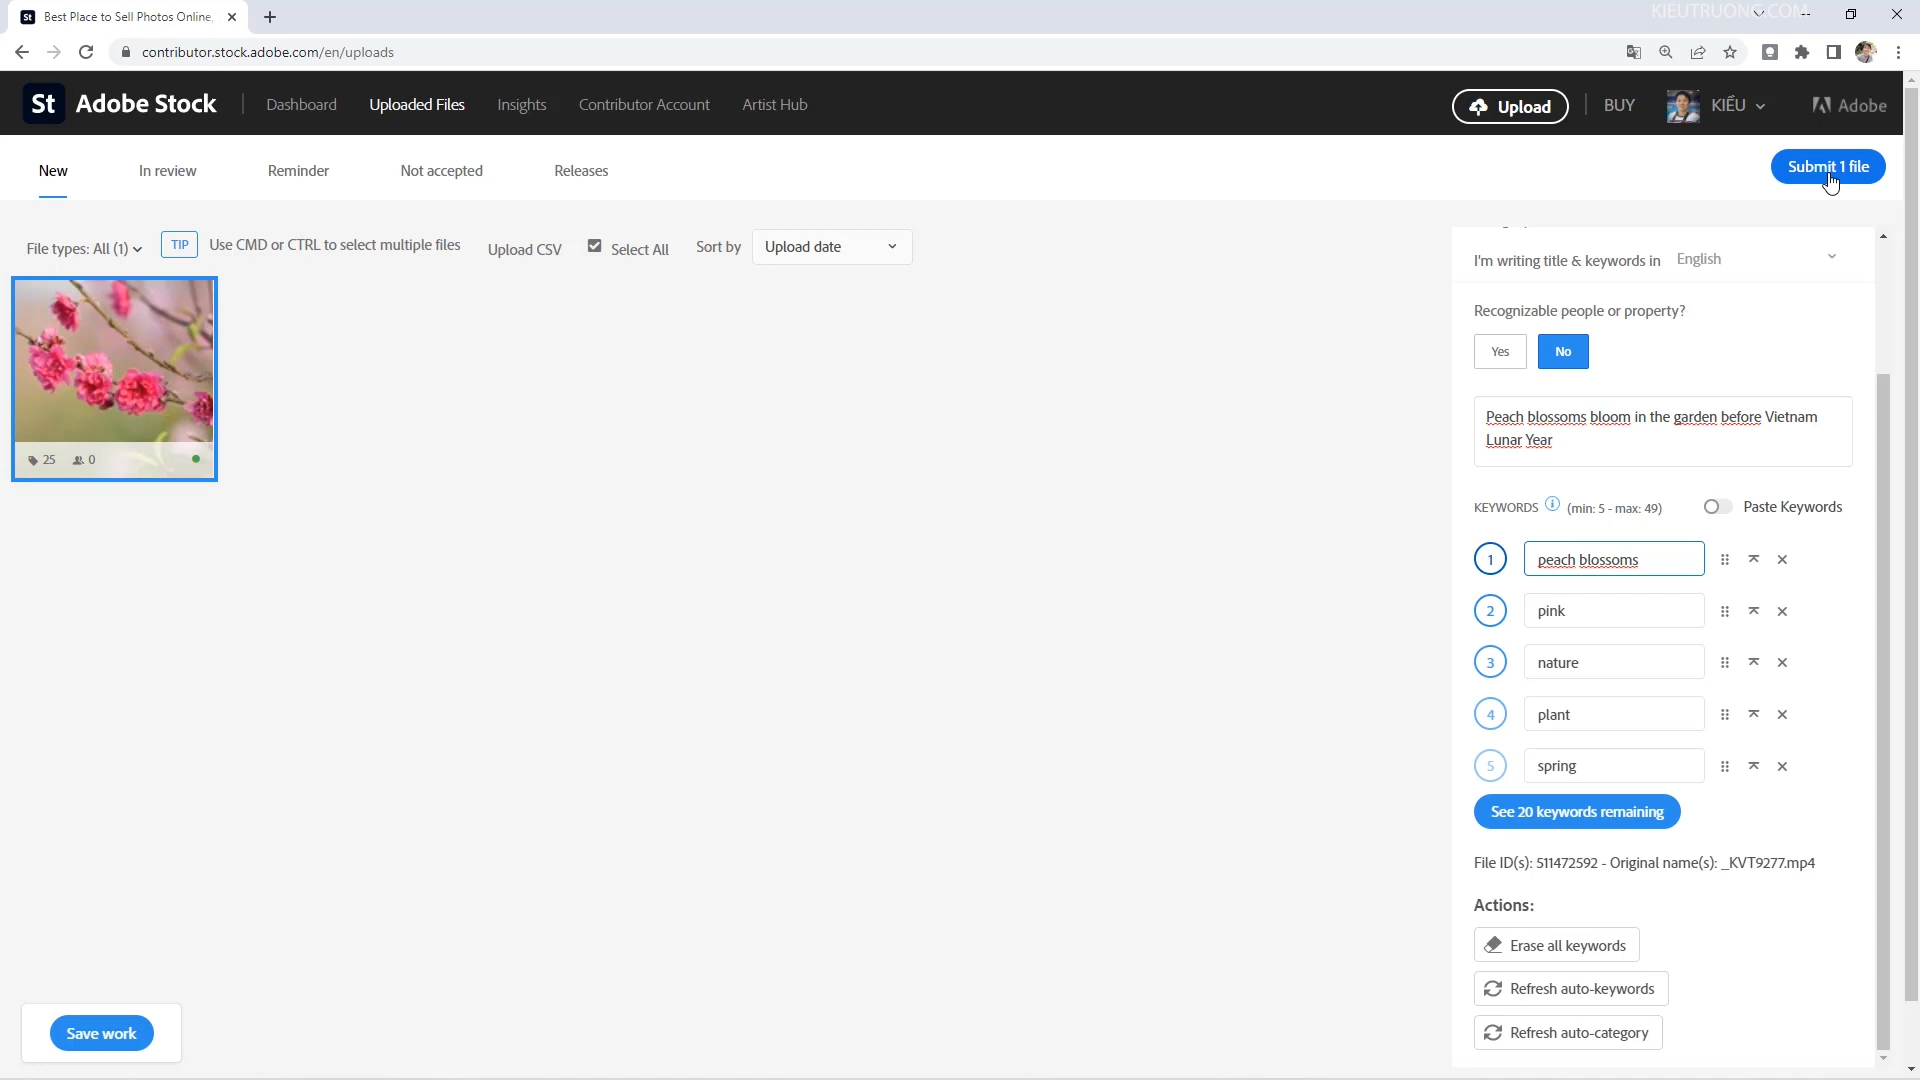 Best Place to Sell Photos Online,
KIEUTRUONG.COM
contributor.stock.adobe.com/en/uploads
St Adobe Stock Dashboard Uploaded Files Insights Contributor Account Artist Hub Upload BUY KIỀU Adobe
New In review Reminder Not accepted Releases Submit 1 file
File types: All (1) TIP Use CMD or CTRL to select multiple files Upload CSV Select All Sort by Upload date
25 0
I'm writing title & keywords in English
Recognizable people or property?
Yes No
Peach blossoms bloom in the garden before Vietnam
Lunar Year
KEYWORDS (min: 5 - max: 49) Paste Keywords
1 peach blossoms
2 pink
3 nature
4 plant
5 spring
See 20 keywords remaining
File ID(s): 511472592 - Original name(s): _KVT9277.mp4
Actions:
Erase all keywords
Refresh auto-keywords
Refresh auto-category
Save work